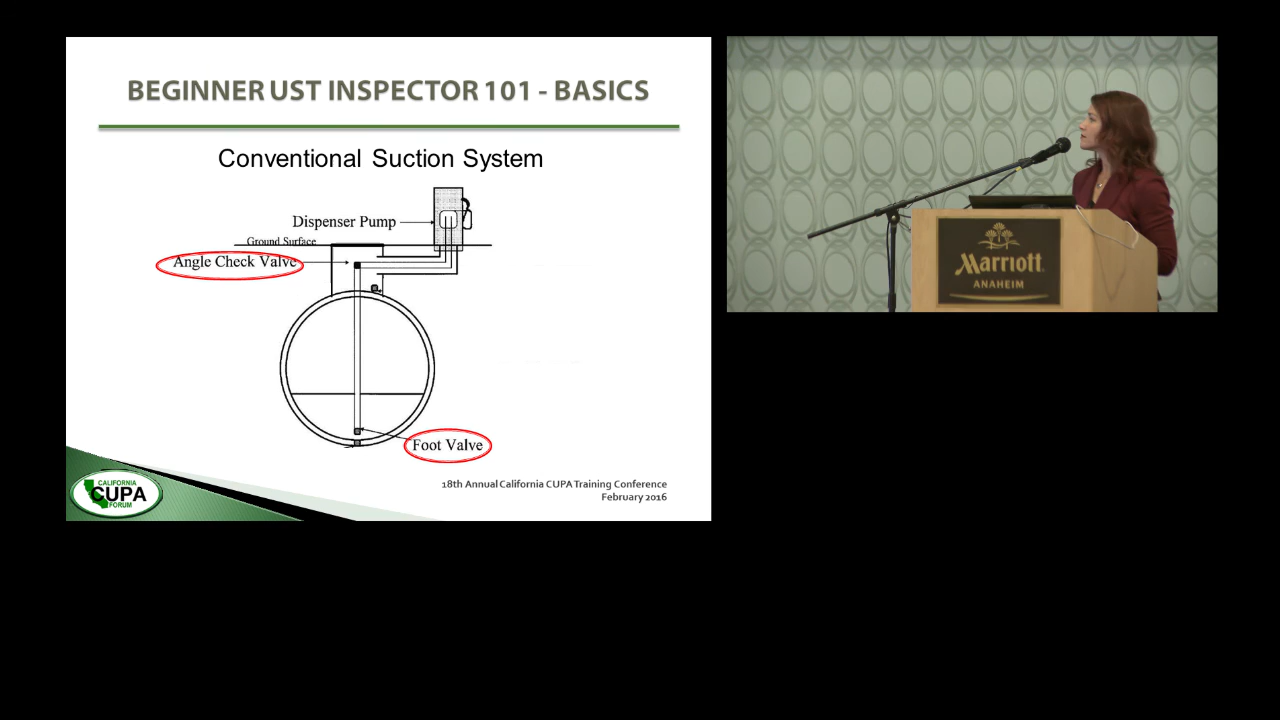 BEGINNER UST INSPECTOR 101 - BASICS
Conventional Suction System
Dispenser Pump
Ground Surface
Angle Check Valve
Foot Valve
18th Annual California CUPA Training Conference
February 2016
CALIFORNIA
CUPA
FORUM
Marriott
ANAHEIM